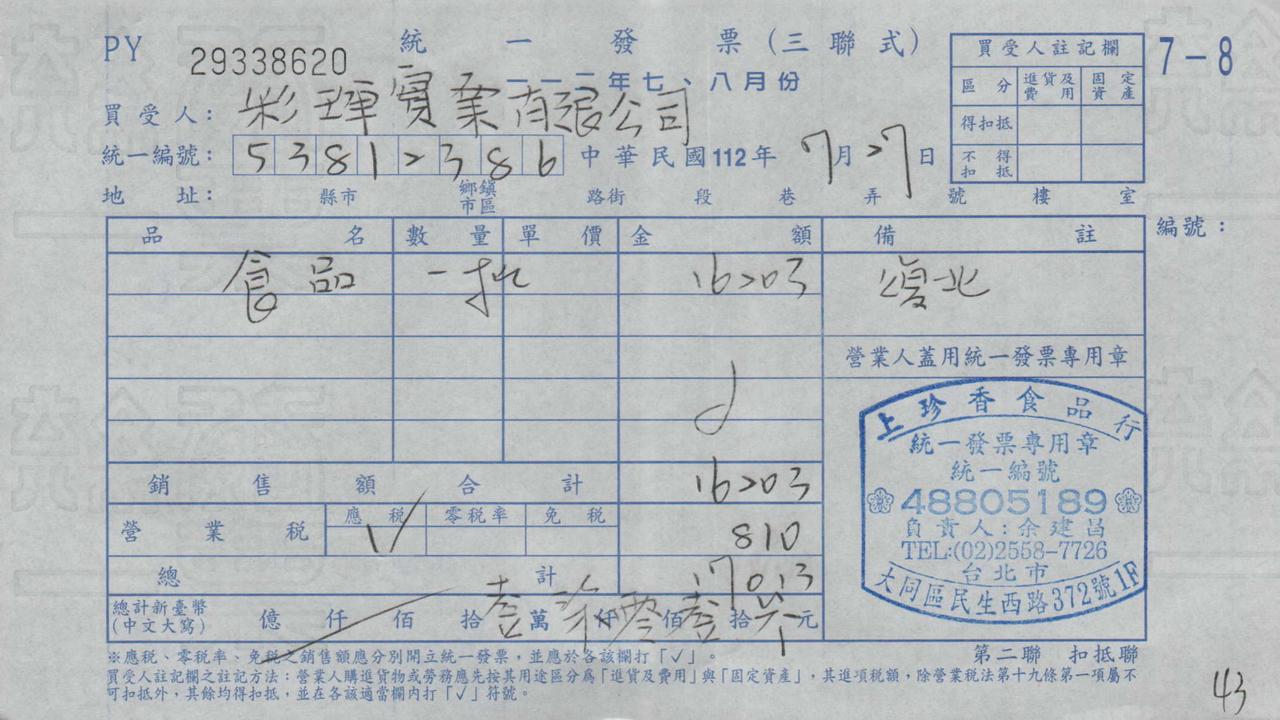 PY 29338620
統一發票(三聯式)
一一二年七、八月份
7-8
買受人註記欄
區分 進貨及費用 固定資產
得扣抵
不得扣抵
買受人: 彩琿實業有限公司
統一編號: 53812386 中華民國112年7月27日
地址: 縣市 鄉鎮市區 路街 段 巷 弄 號 樓 室
品名 數量 單價 金額 備註
編號:
食品 一批 16203 復北
營業人蓋用統一發票專用章
銷售額合計 16203
營業稅 應稅 ✓ 零稅率 免稅 810
總計 17013
總計新臺幣(中文大寫) 億 仟 佰 拾 壹萬 仟 零佰 壹拾 元
上珍香食品行
統一發票專用章
統一編號
48805189
負責人:余建昌
TEL:(02)2558-7726
台北市
大同區民生西路372號1F
※應稅、零稅率、免稅之銷售額應分別開立統一發票,並應於各該欄打「✓」。
第二聯 扣抵聯
買受人註記欄之註記方法:營業人購進貨物或勞務應先按其用途區分為「進貨及費用」與「固定資產」,其進項稅額,除營業稅法第十九條第一項屬不
可扣抵外,其餘均得扣抵,並在各該適當欄內打「✓」符號。
43